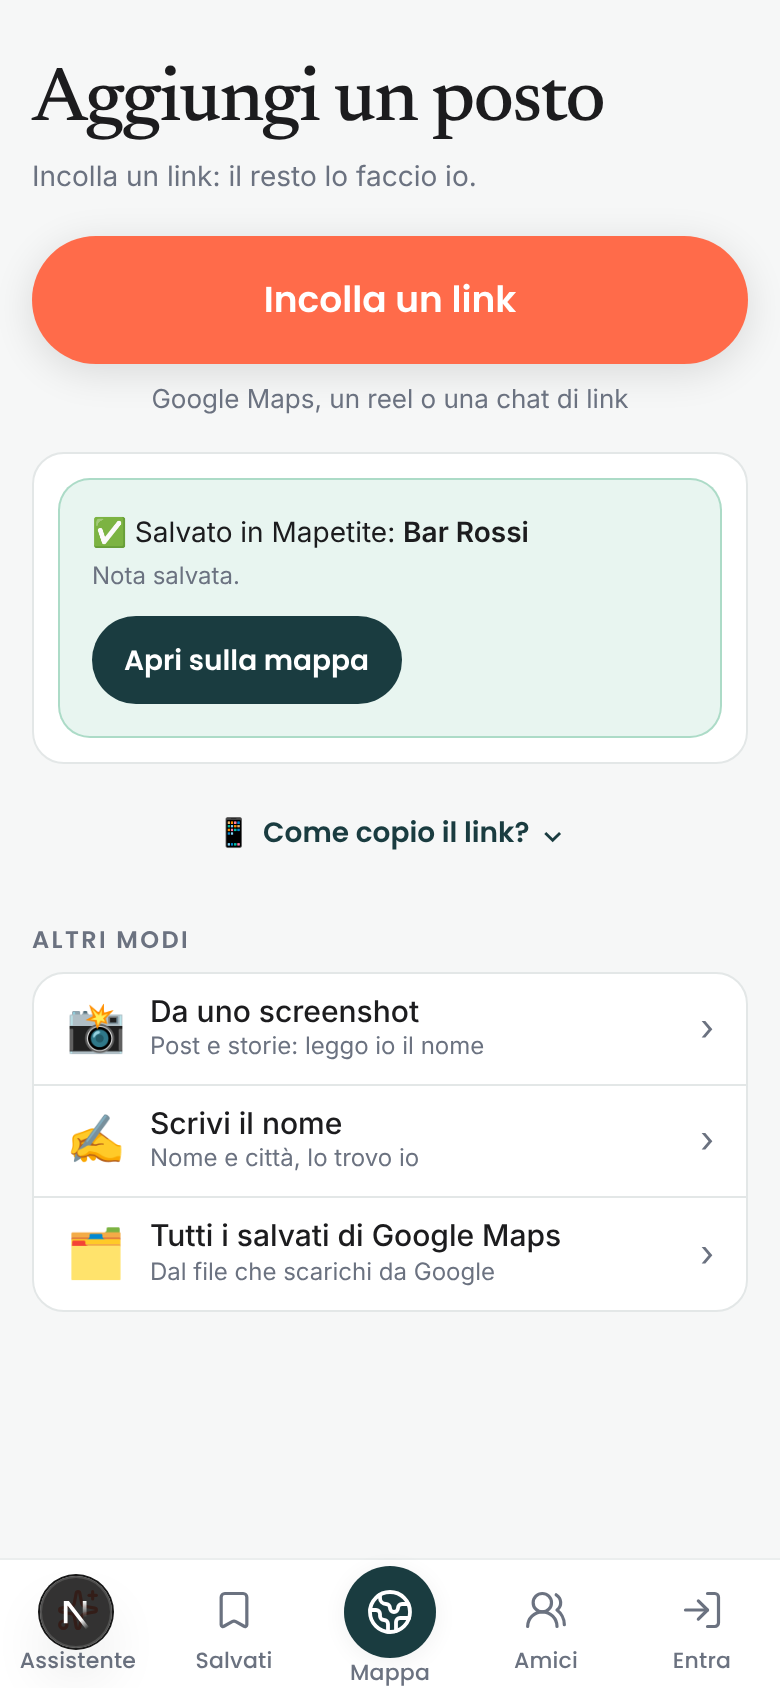 Aggiungi un posto
Incolla un link: il resto lo faccio io.
Incolla un link
Google Maps, un reel o una chat di link
✅ Salvato in Mapetite: Bar Rossi
Nota salvata.
Apri sulla mappa
📱 Come copio il link?
ALTRI MODI
Da uno screenshot
Post e storie: leggo io il nome
Scrivi il nome
Nome e città, lo trovo io
Tutti i salvati di Google Maps
Dal file che scarichi da Google
N
Assistente
Salvati
Mappa
Amici
Entra